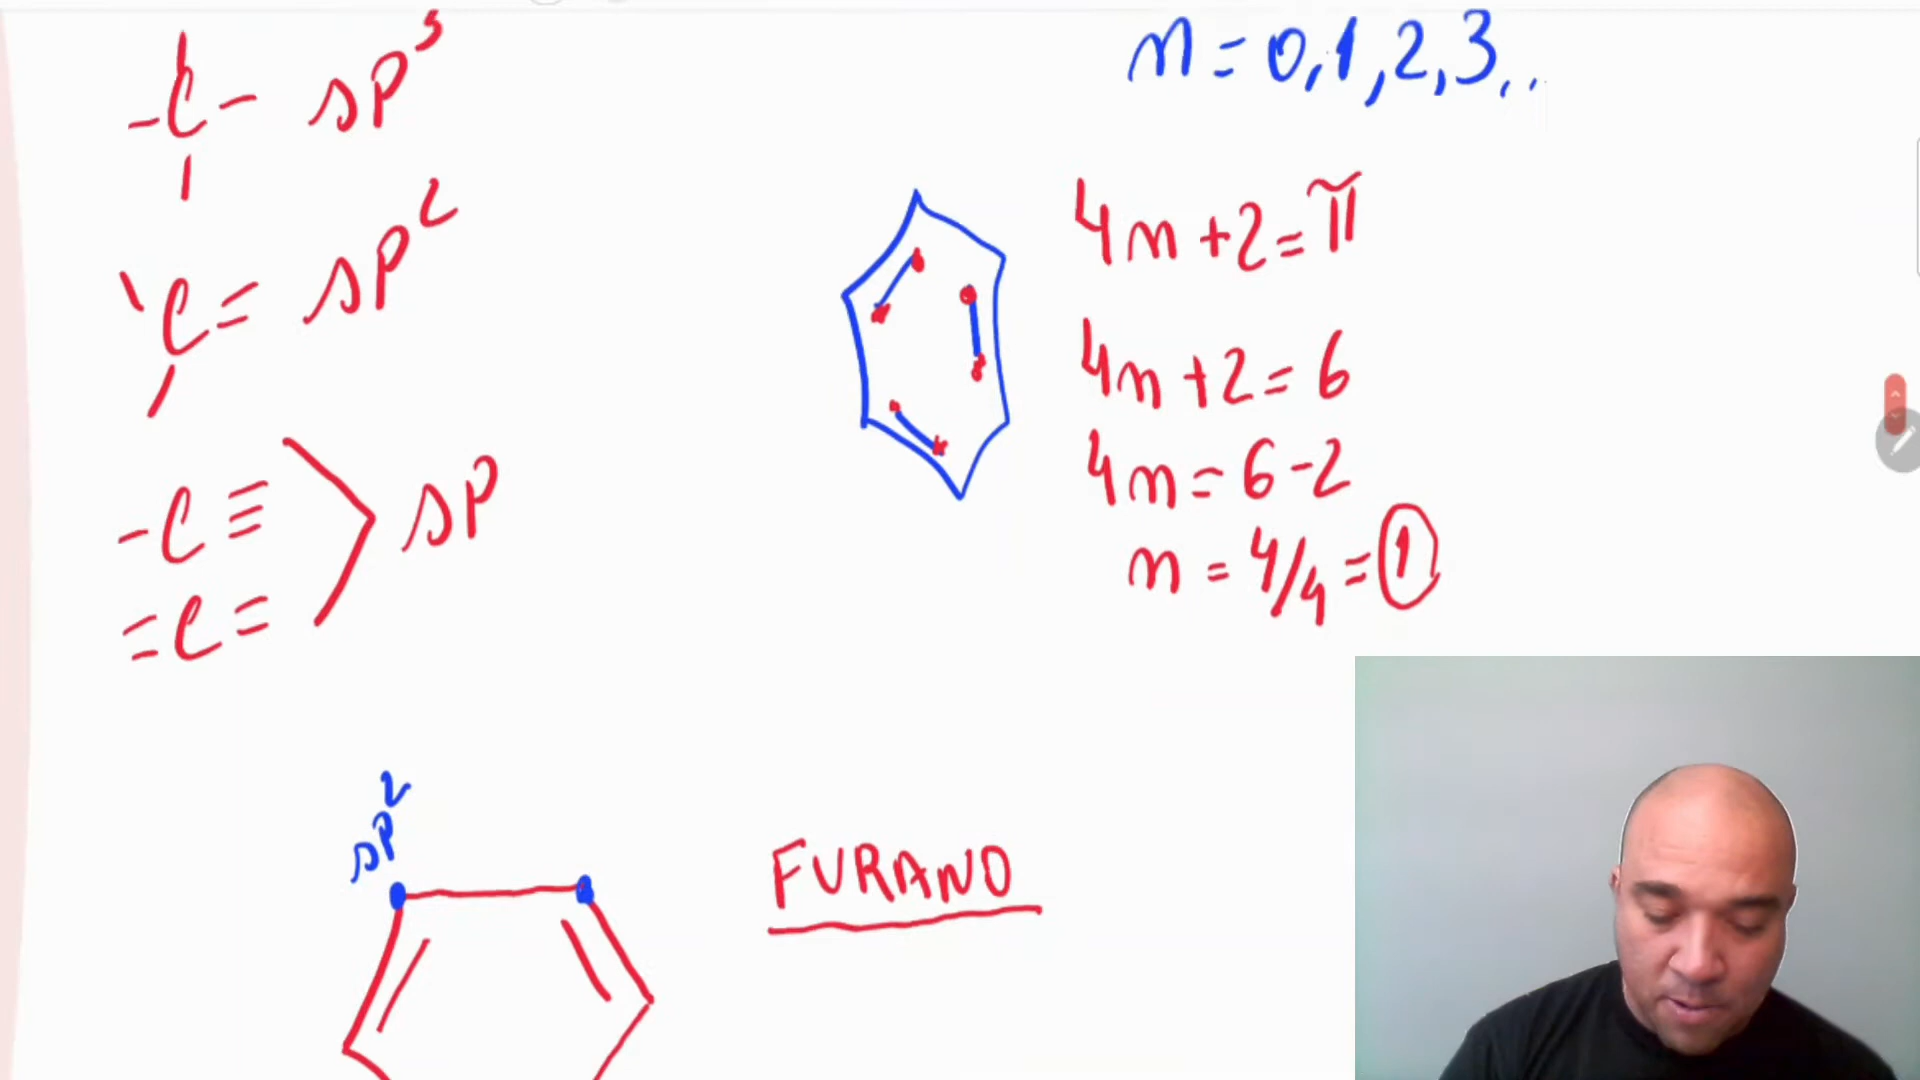 -C- sp³
C= sp²
-C≡
=C=
sp
n = 0,1,2,3,..
4n+2=π
4n+2=6
4n=6-2
n=4/4=1
sp²
FURANO